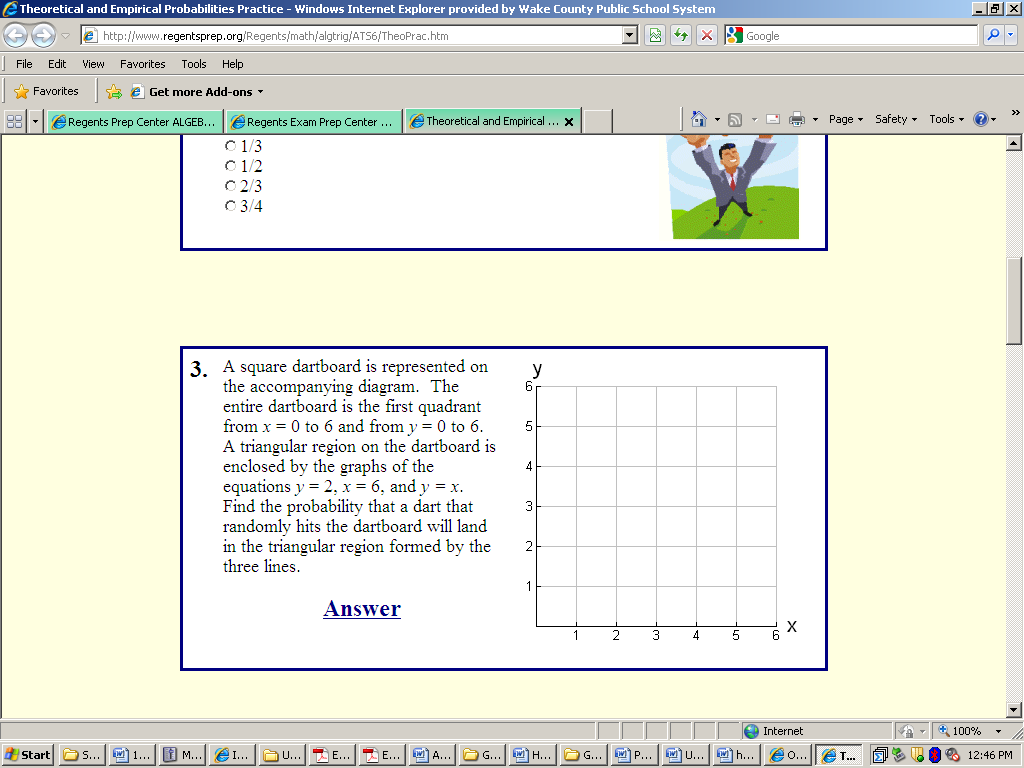 Theoretical and Empirical Probabilities Practice - Windows Internet Explorer provided by Wake County Public School System
http://www.regentsprep.org/Regents/math/algtrig/ATS6/TheoPrac.htm
Google
File Edit View Favorites Tools Help
Favorites Get more Add-ons
Regents Prep Center ALGEB... Regents Exam Prep Center ... Theoretical and Empirical ... Page Safety Tools
1/3
1/2
2/3
3/4
3. A square dartboard is represented on
the accompanying diagram. The
entire dartboard is the first quadrant
from x = 0 to 6 and from y = 0 to 6.
A triangular region on the dartboard is
enclosed by the graphs of the
equations y = 2, x = 6, and y = x.
Find the probability that a dart that
randomly hits the dartboard will land
in the triangular region formed by the
three lines.
Answer
y
6
5
4
3
2
1
1 2 3 4 5 6 x
Internet 100%
Start S... 1... M... I... U... E... E... A... G... H... G... P... U... h... O... T... 12:46 PM